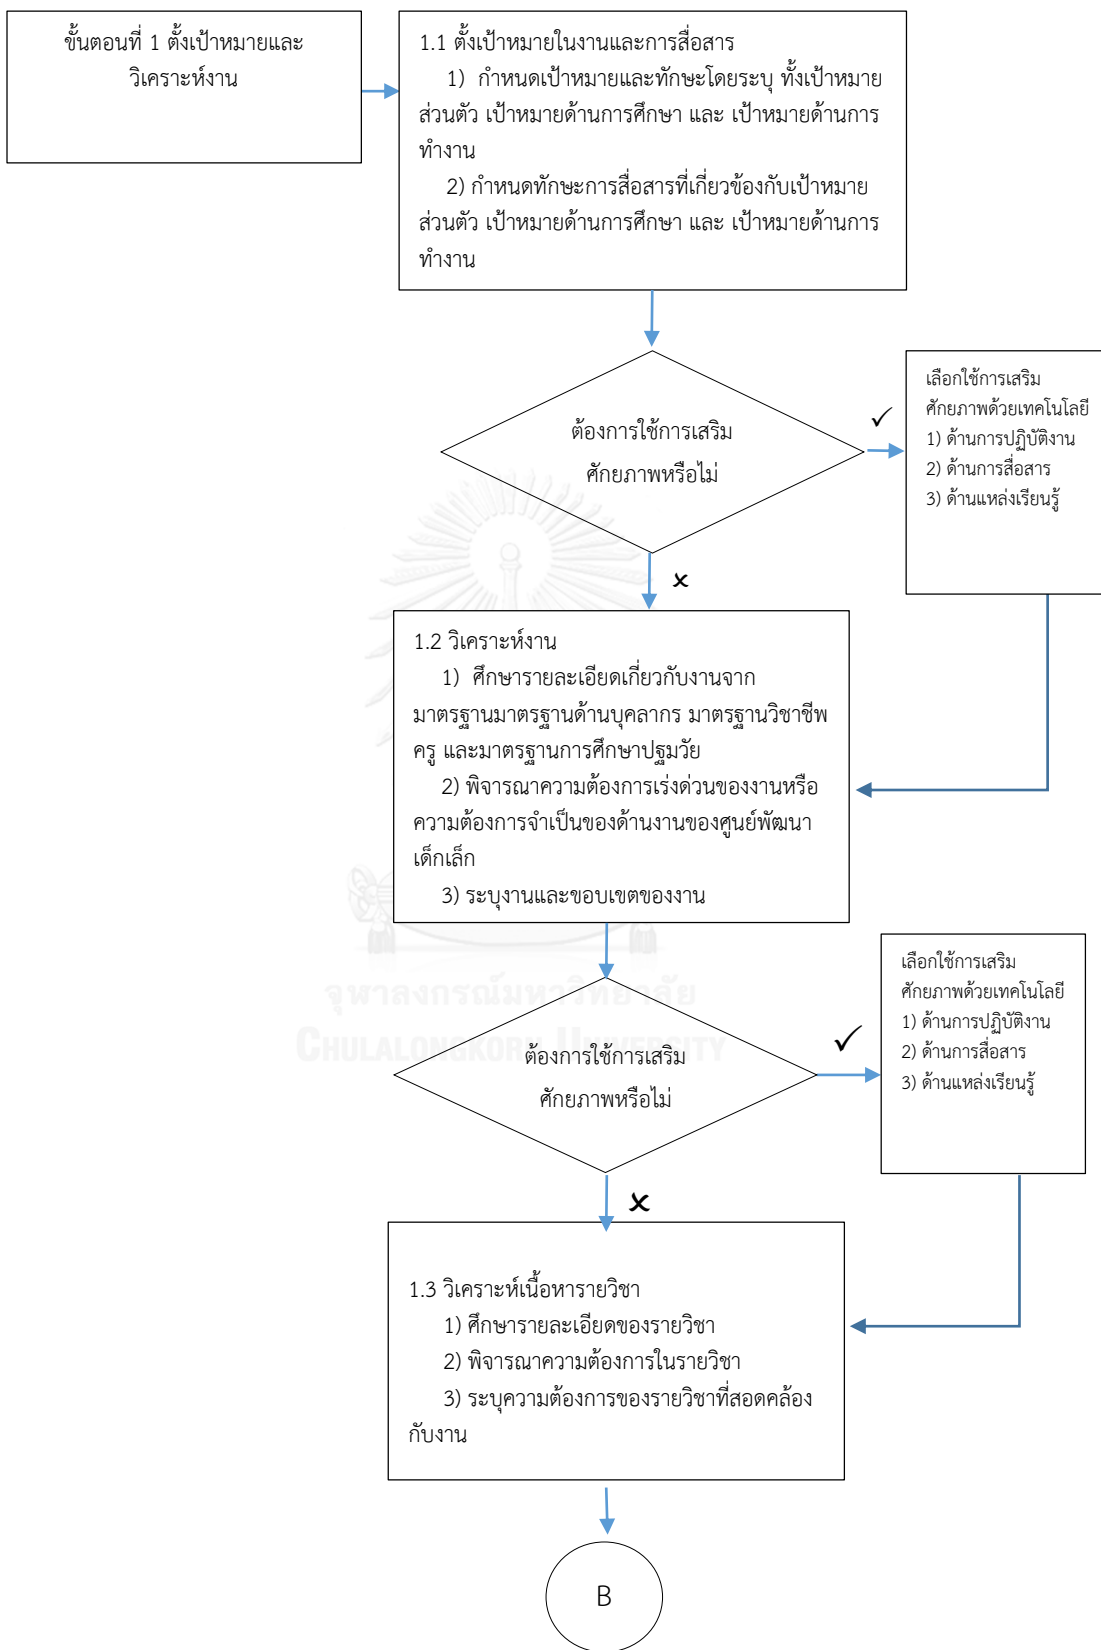 ขั้นตอนที่ 1 ตั้งเป้าหมายและ
วิเคราะห์งาน
1.1 ตั้งเป้าหมายในงานและการสื่อสาร
1) กำหนดเป้าหมายและทักษะโดยระบุ ทั้งเป้าหมาย
ส่วนตัว เป้าหมายด้านการศึกษา และ เป้าหมายด้านการ
ทำงาน
2) กำหนดทักษะการสื่อสารที่เกี่ยวข้องกับเป้าหมาย
ส่วนตัว เป้าหมายด้านการศึกษา และ เป้าหมายด้านการ
ทำงาน
ต้องการใช้การเสริม
ศักยภาพหรือไม่
✓
เลือกใช้การเสริม
ศักยภาพด้วยเทคโนโลยี
1) ด้านการปฏิบัติงาน
2) ด้านการสื่อสาร
3) ด้านแหล่งเรียนรู้
x
1.2 วิเคราะห์งาน
1) ศึกษารายละเอียดเกี่ยวกับงานจาก
มาตรฐานมาตรฐานด้านบุคลากร มาตรฐานวิชาชีพ
ครู และมาตรฐานการศึกษาปฐมวัย
2) พิจารณาความต้องการเร่งด่วนของงานหรือ
ความต้องการจำเป็นของด้านงานของศูนย์พัฒนา
เด็กเล็ก
3) ระบุงานและขอบเขตของงาน
จุฬาลงกรณ์มหาวิทยาลัย
CHULALONGKORN UNIVERSITY
ต้องการใช้การเสริม
ศักยภาพหรือไม่
✓
เลือกใช้การเสริม
ศักยภาพด้วยเทคโนโลยี
1) ด้านการปฏิบัติงาน
2) ด้านการสื่อสาร
3) ด้านแหล่งเรียนรู้
x
1.3 วิเคราะห์เนื้อหารายวิชา
1) ศึกษารายละเอียดของรายวิชา
2) พิจารณาความต้องการในรายวิชา
3) ระบุความต้องการของรายวิชาที่สอดคล้อง
กับงาน
B